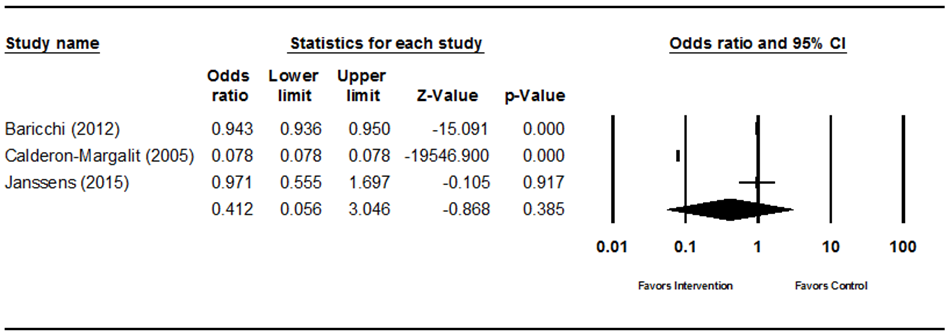 Study name Statistics for each study Odds ratio and 95% CI
Odds Lower Upper
ratio limit limit Z-Value p-Value
Baricchi (2012) 0.943 0.936 0.950 -15.091 0.000
Calderon-Margalit (2005) 0.078 0.078 0.078 -19546.900 0.000
Janssens (2015) 0.971 0.555 1.697 -0.105 0.917
0.412 0.056 3.046 -0.868 0.385
0.01 0.1 1 10 100
Favors Intervention Favors Control